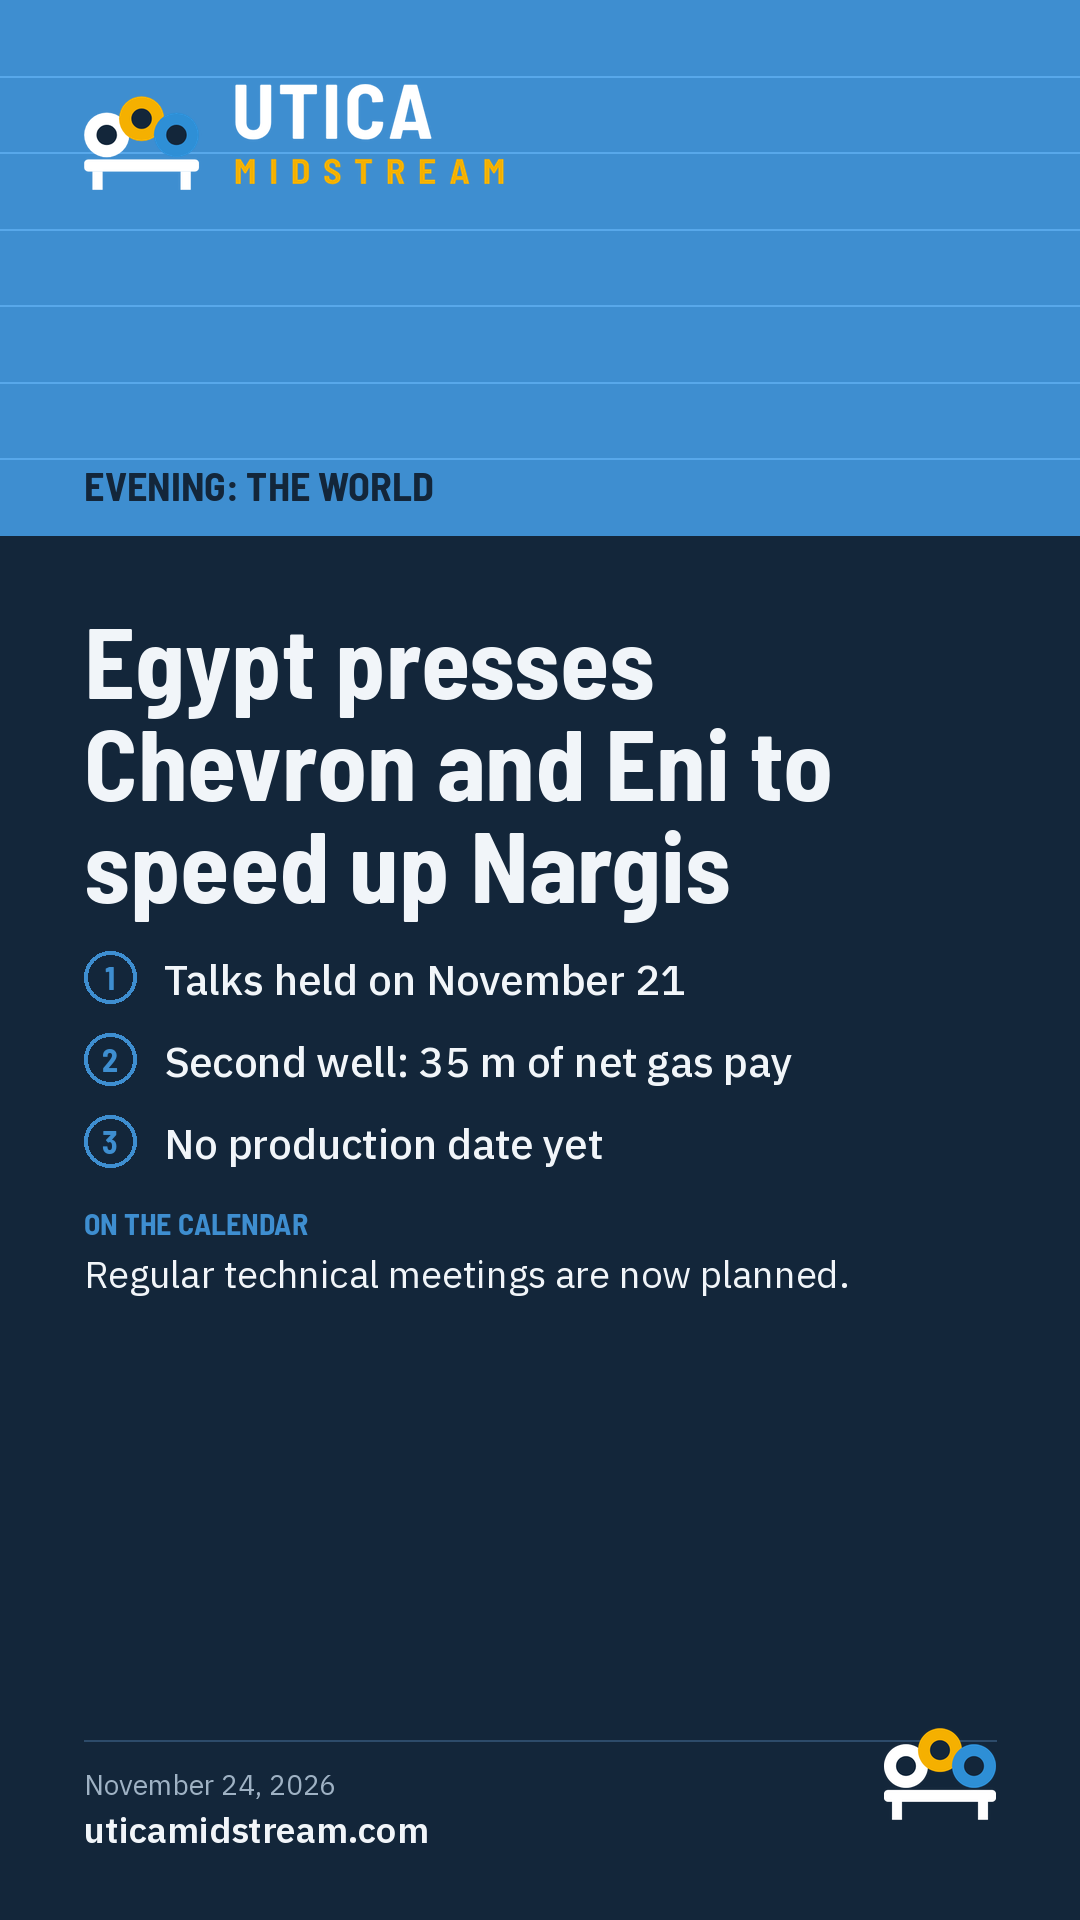 UTICA
MIDSTREAM
EVENING: THE WORLD
Egypt presses
Chevron and Eni to
speed up Nargis
1 Talks held on November 21
2 Second well: 35 m of net gas pay
3 No production date yet
ON THE CALENDAR
Regular technical meetings are now planned.
November 24, 2026
uticamidstream.com